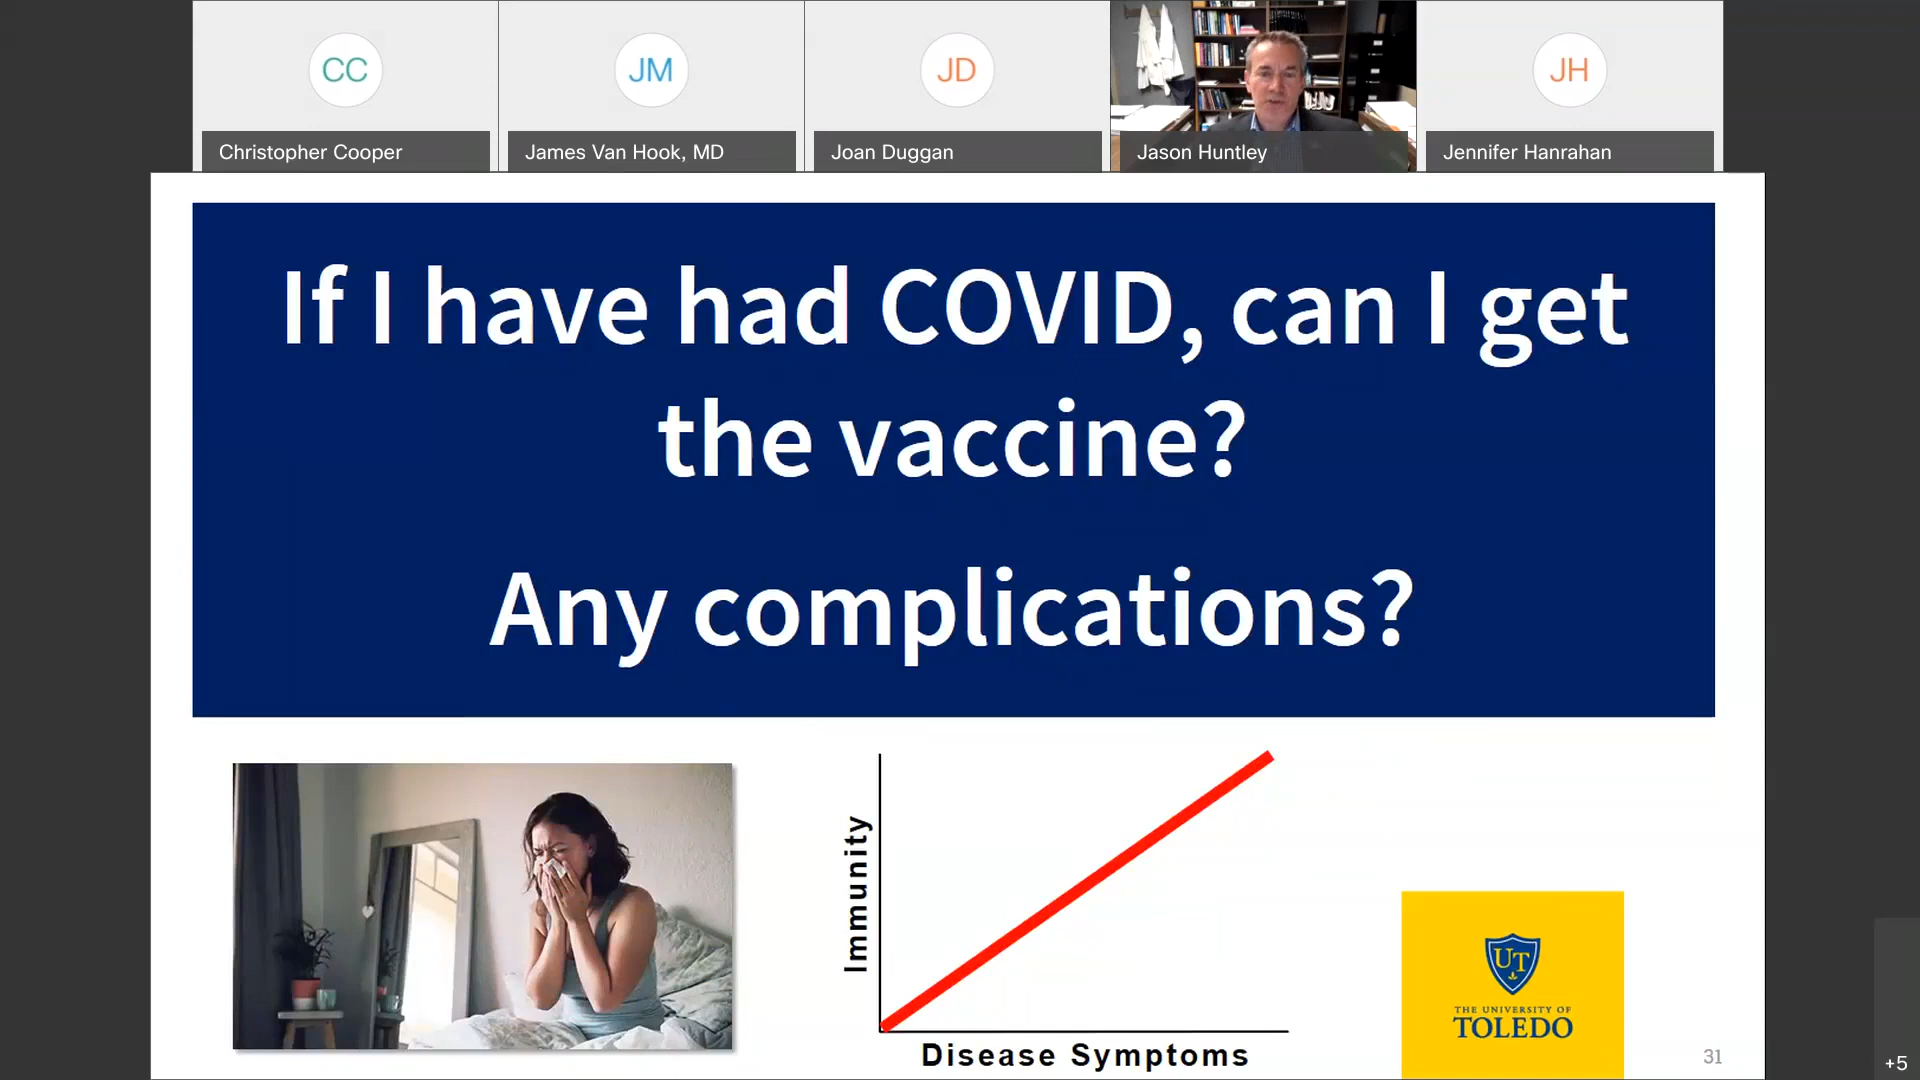 CC
JM
JD
JH
Christopher Cooper
James Van Hook, MD
Joan Duggan
Jason Huntley
Jennifer Hanrahan
If I have had COVID, can I get
the vaccine?
Any complications?
Immunity
Disease Symptoms
UT
THE UNIVERSITY OF
TOLEDO
31
+5